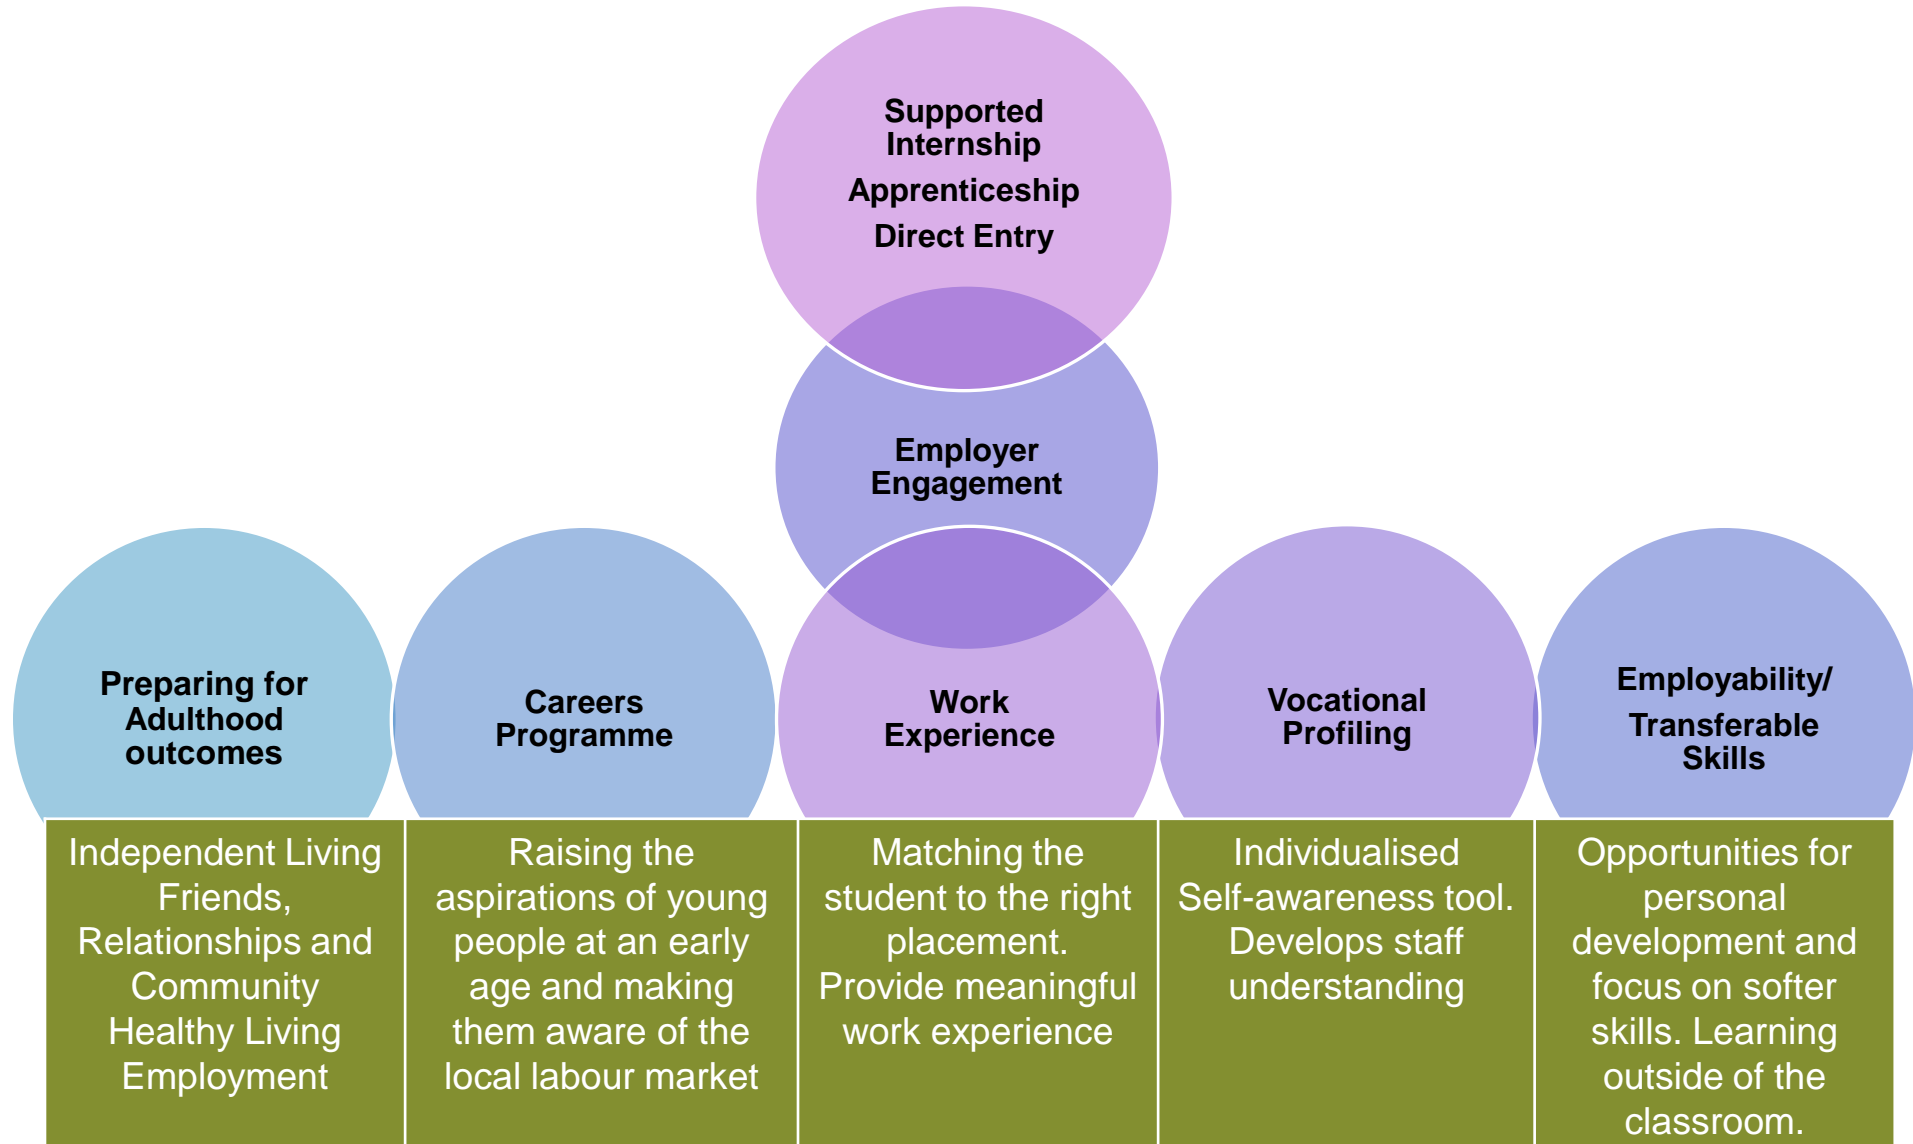 Supported
Internship
Apprenticeship
Direct Entry
Employer
Engagement
Preparing for
Adulthood
outcomes
Careers
Programme
Work
Experience
Vocational
Profiling
Employability/
Transferable
Skills
Independent Living
Friends,
Relationships and
Community
Healthy Living
Employment
Raising the
aspirations of young
people at an early
age and making
them aware of the
local labour market
Matching the
student to the right
placement.
Provide meaningful
work experience
Individualised
Self-awareness tool.
Develops staff
understanding
Opportunities for
personal
development and
focus on softer
skills. Learning
outside of the
classroom.